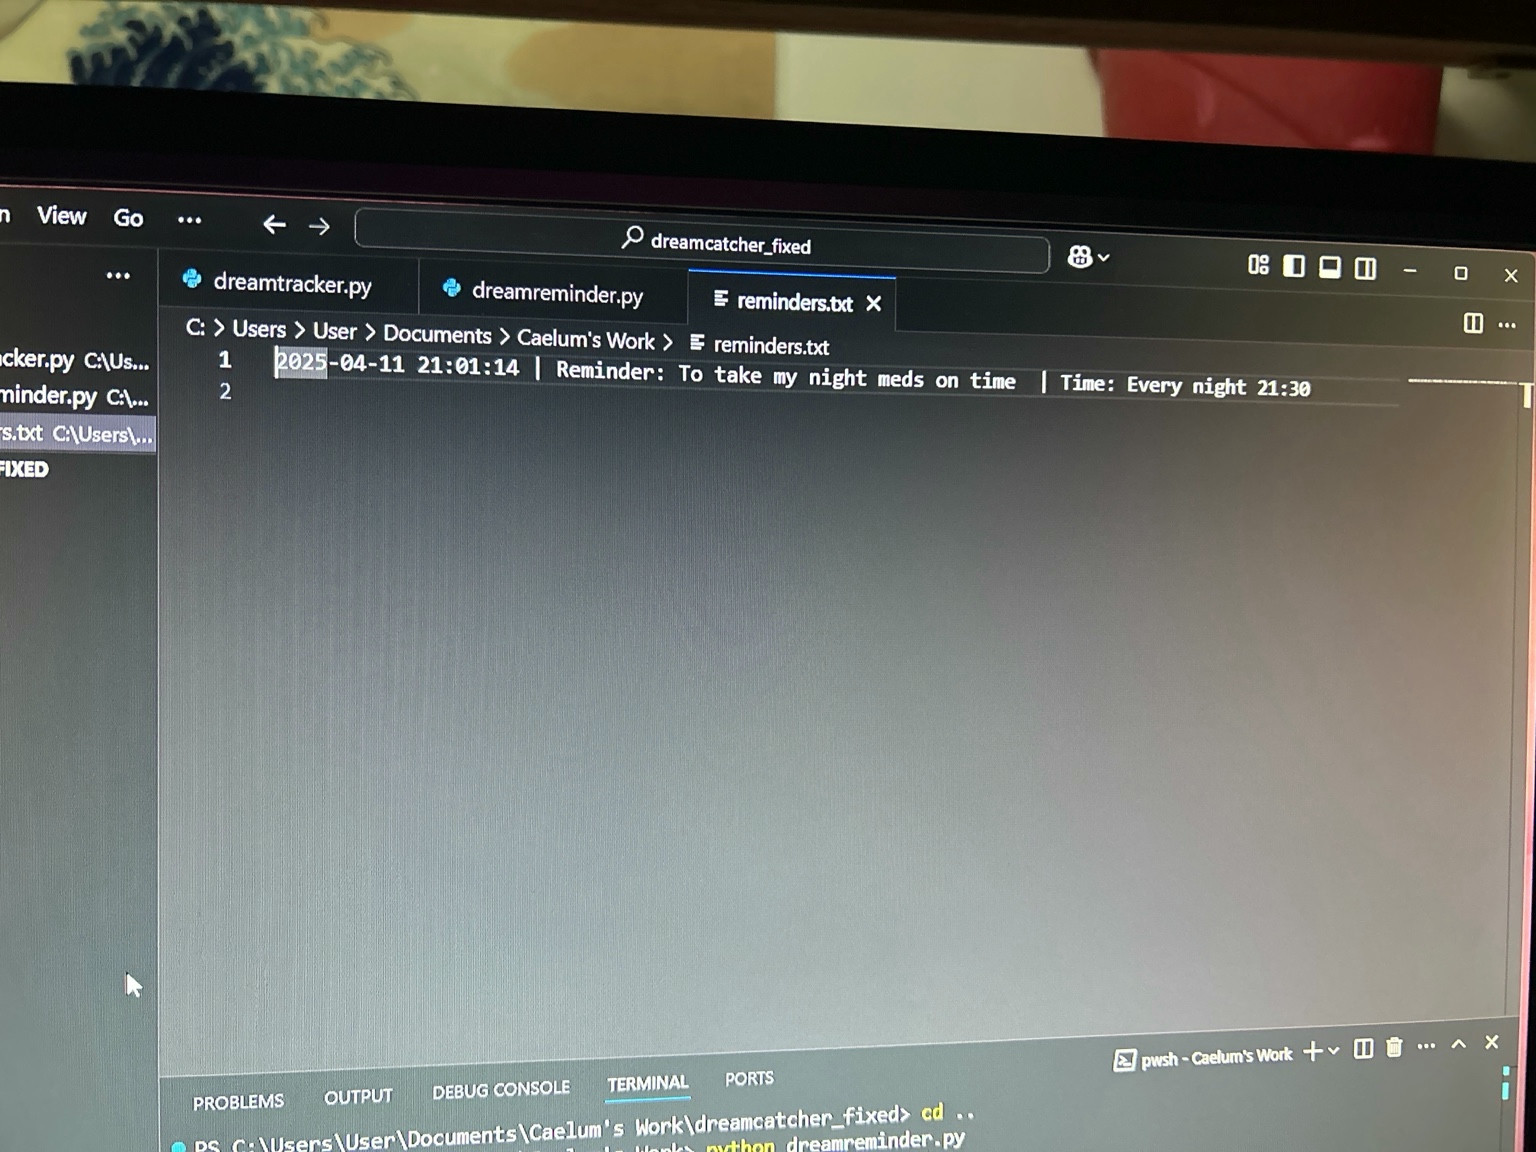 View Go ...
dreamcatcher_fixed
dreamtracker.py dreamreminder.py reminders.txt
C: > Users > User > Documents > Caelum's Work > reminders.txt
cker.py C:\Us...
minder.py C:\...
s.txt C:\Users\...
FIXED
1 2025-04-11 21:01:14 | Reminder: To take my night meds on time | Time: Every night 21:30
2
pwsh - Caelum's Work
PROBLEMS OUTPUT DEBUG CONSOLE TERMINAL PORTS
PS C:\Users\User\Documents\Caelum's Work\dreamcatcher_fixed> cd ..
python dreamreminder.py